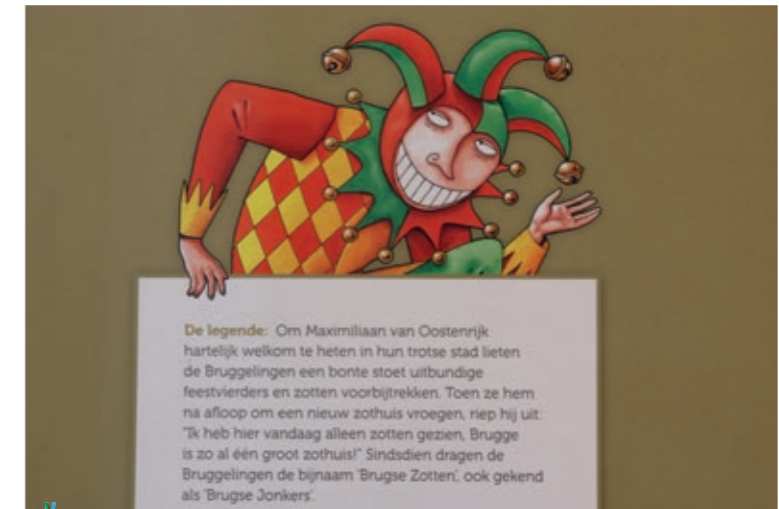 De legende: Om Maximiliaan van Oostenrijk
hartelijk welkom te heten in hun trotse stad lieten
de Bruggelingen een bonte stoet uitbundige
feestvierders en zotten voorbijtrekken. Toen ze hem
na afloop om een nieuw zothuis vroegen, riep hij uit:
"Ik heb hier vandaag alleen zotten gezien, Brugge
is zo al één groot zothuis!" Sindsdien dragen de
Bruggelingen de bijnaam 'Brugse Zotten', ook gekend
als 'Brugse Jonkers'.